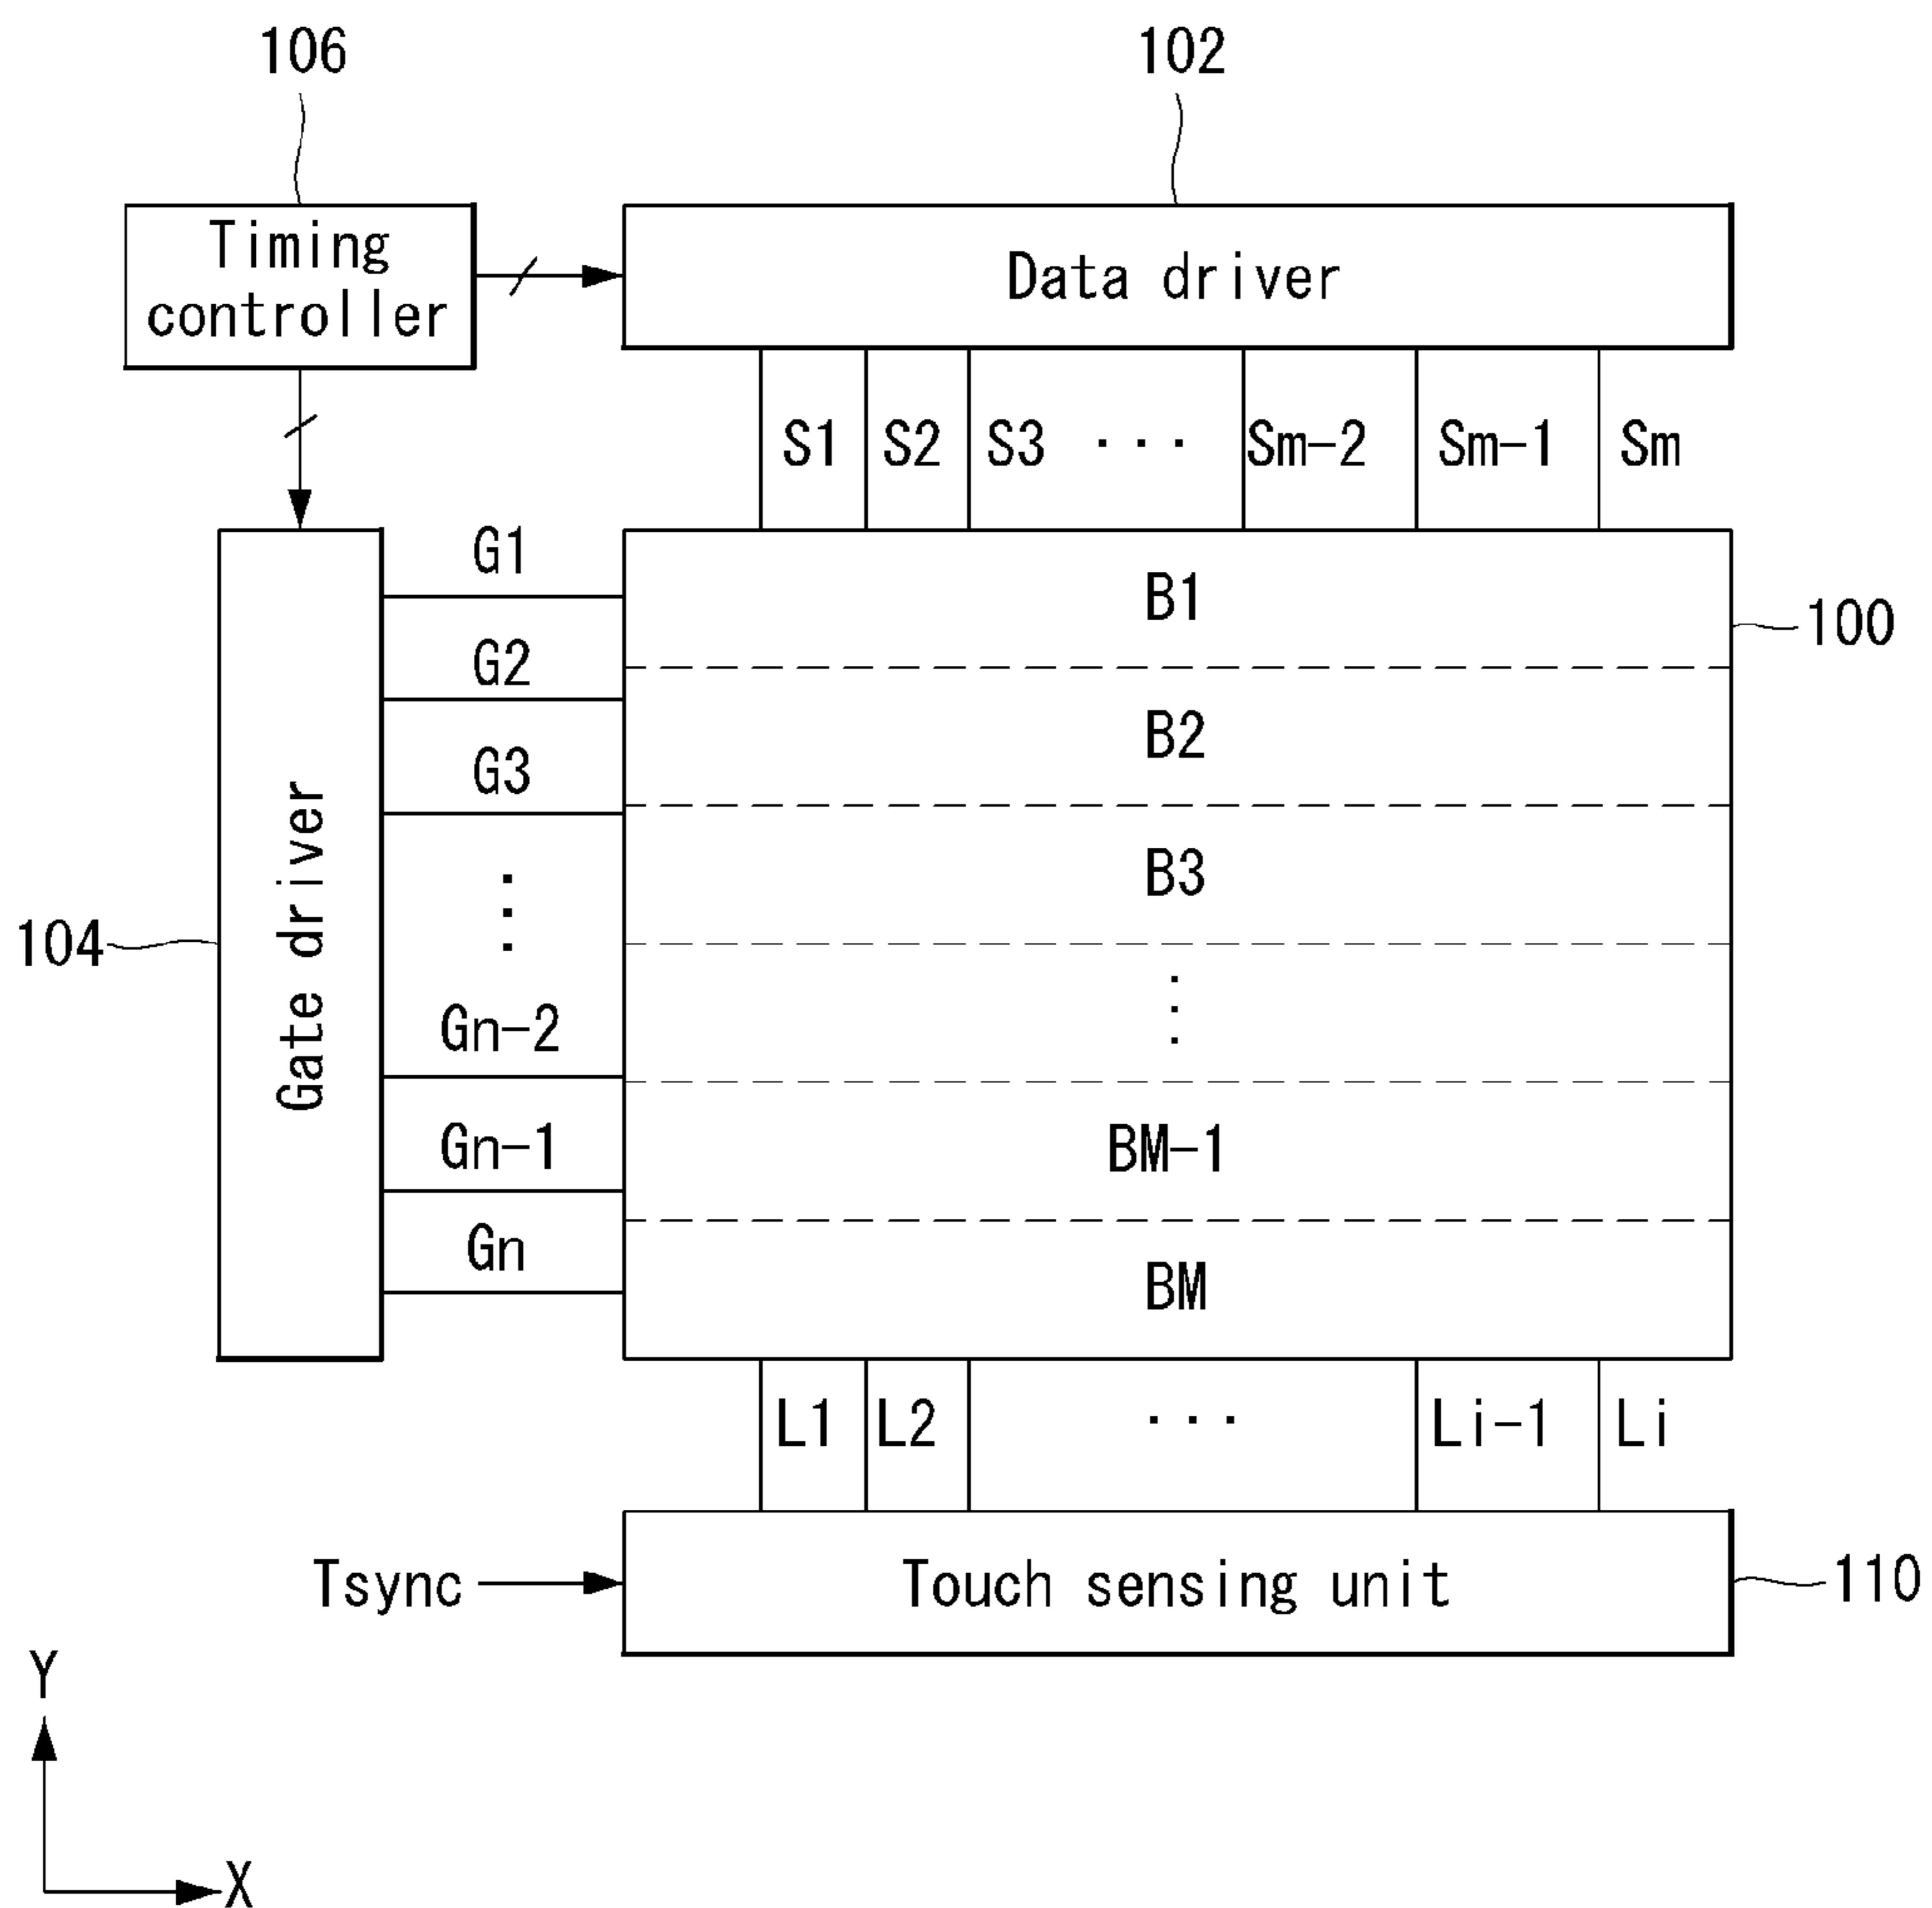 106
102
Timing
controller
Data driver
S1 S2 S3 ··· Sm-2 Sm-1 Sm
G1
G2
G3
⋮
Gn-2
Gn-1
Gn
Gate driver
104
B1
B2
B3
⋮
BM-1
BM
100
L1 L2 ··· Li-1 Li
Tsync
Touch sensing unit
110
Y
X